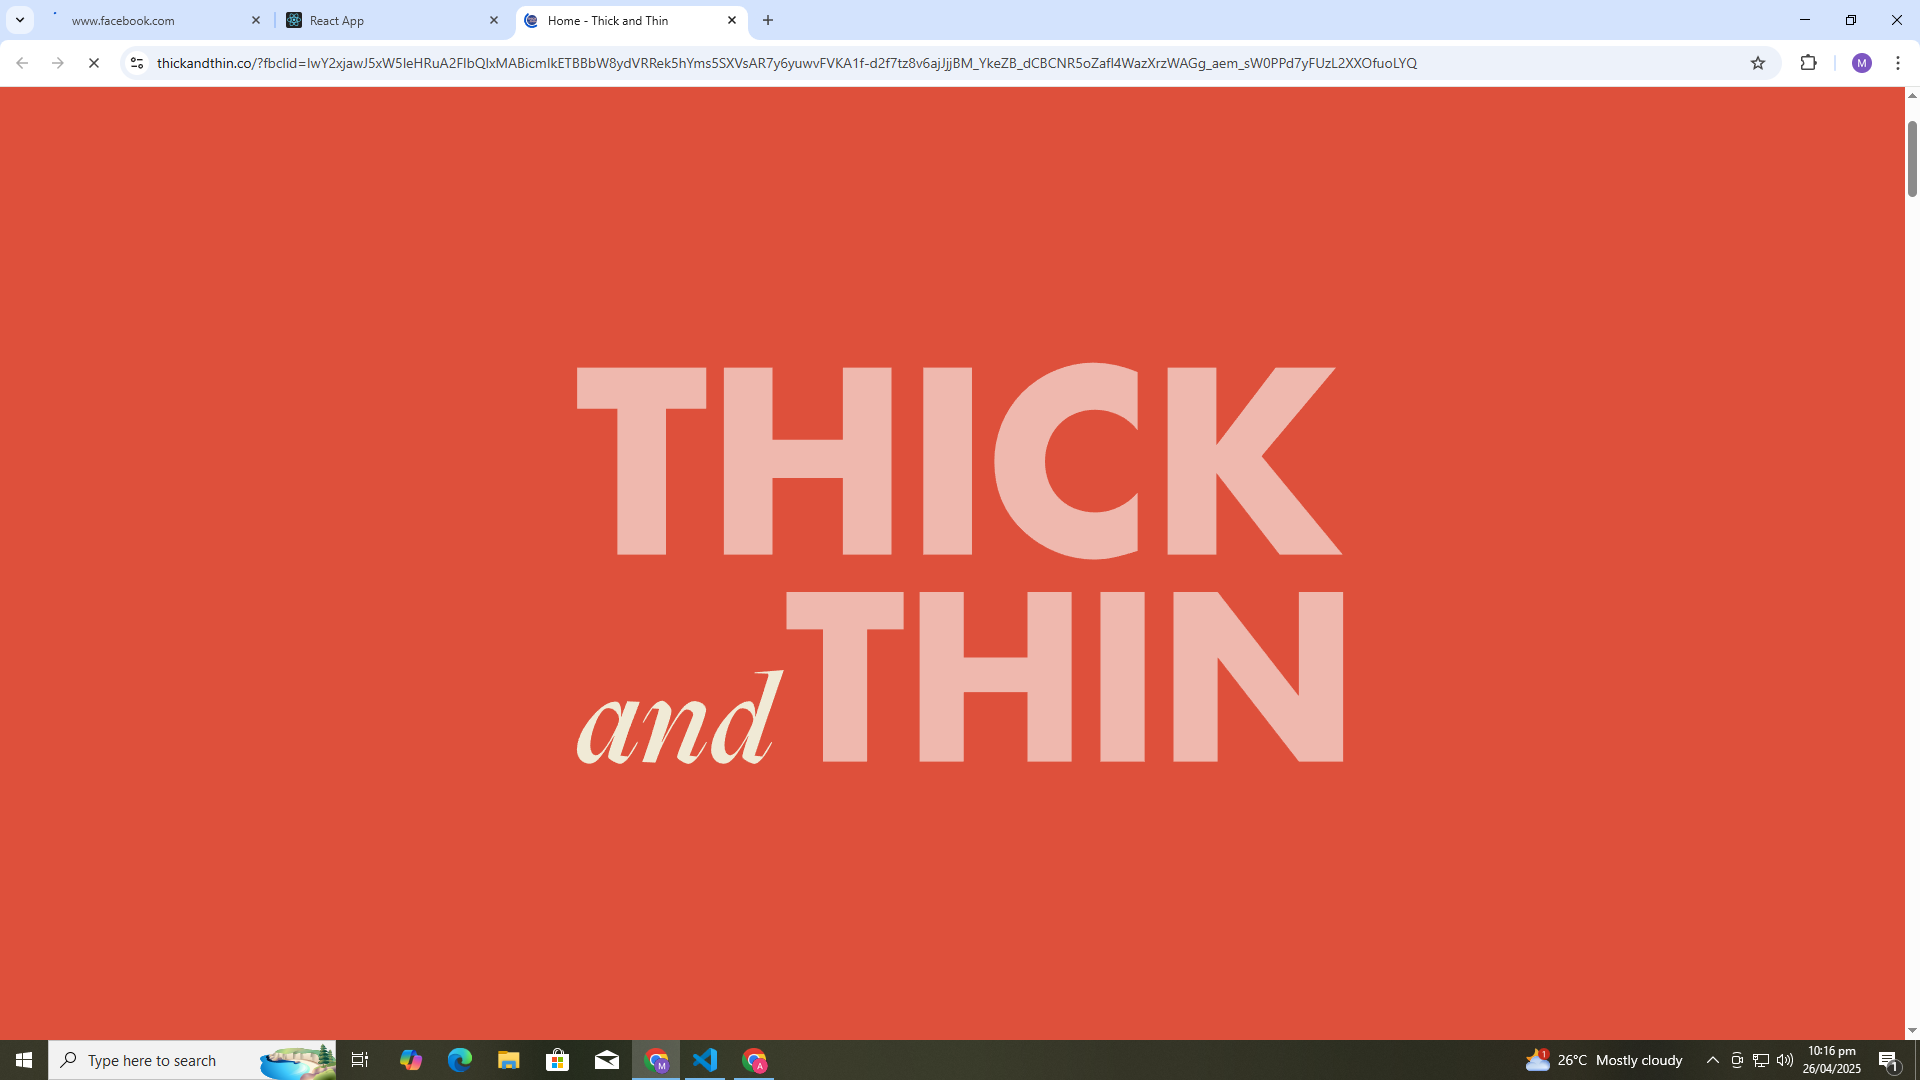 www.facebook.com
React App
Home - Thick and Thin
thickandthin.co/?fbclid=IwY2xjawJ5xW5leHRuA2FlbQIxMABicmlkETBBbW8ydVRRek5hYms5SXVsAR7y6yuwvFVKA1f-d2f7tz8v6ajJjjBM_YkeZB_dCBCNR5oZafl4WazXrzWAGg_aem_sW0PPd7yFUzL2XXOfuoLYQ
M
THICK
and THIN
Type here to search
M
A
1
26°C Mostly cloudy
10:16 pm
26/04/2025
1